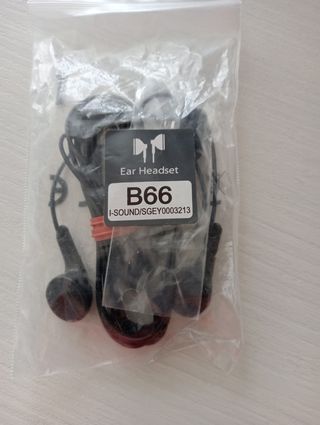 Ear Headset
B66
I-SOUND/SGEY0003213